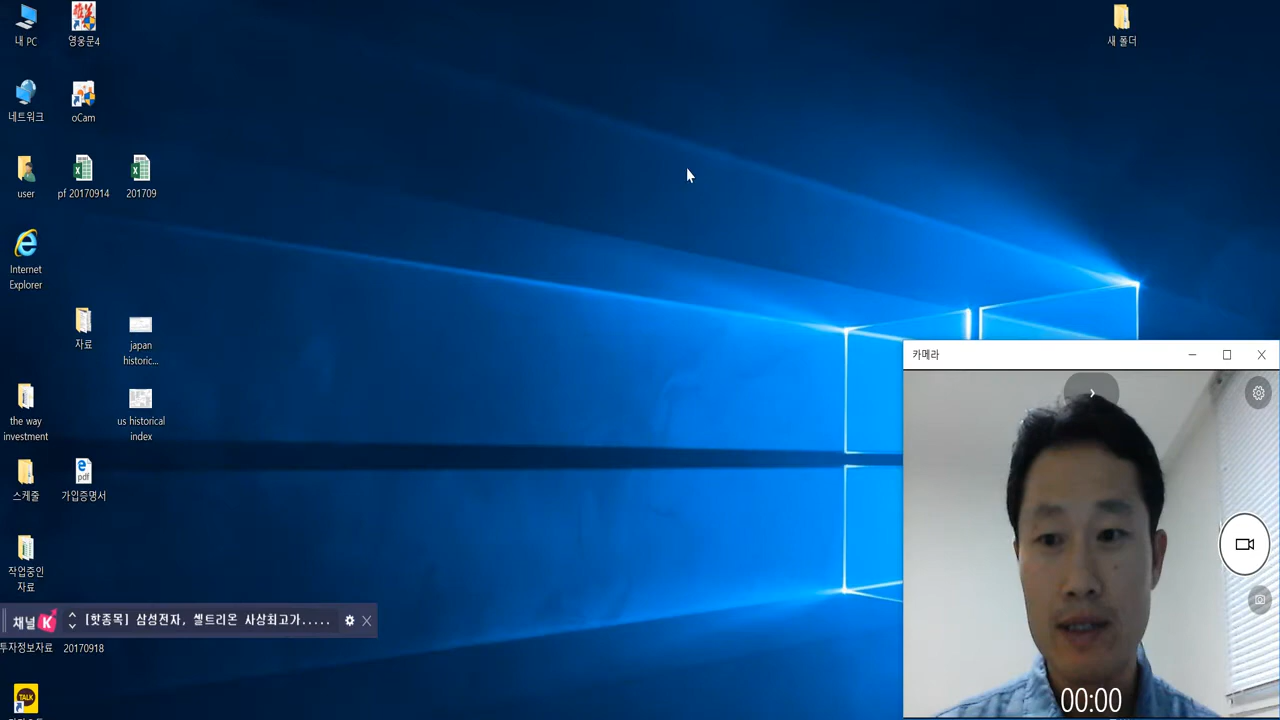 내 PC
영웅문4
새 폴더
네트워크
oCam
user
pf 20170914
201709
Internet
Explorer
자료
japan
historic...
the way
investment
us historical
index
스케줄
pdf
가입증명서
작업중인
자료
채널K
[핫종목] 삼성전자, 셀트리온 사상최고가.....
투자정보자료
20170918
TALK
카메라
00:00